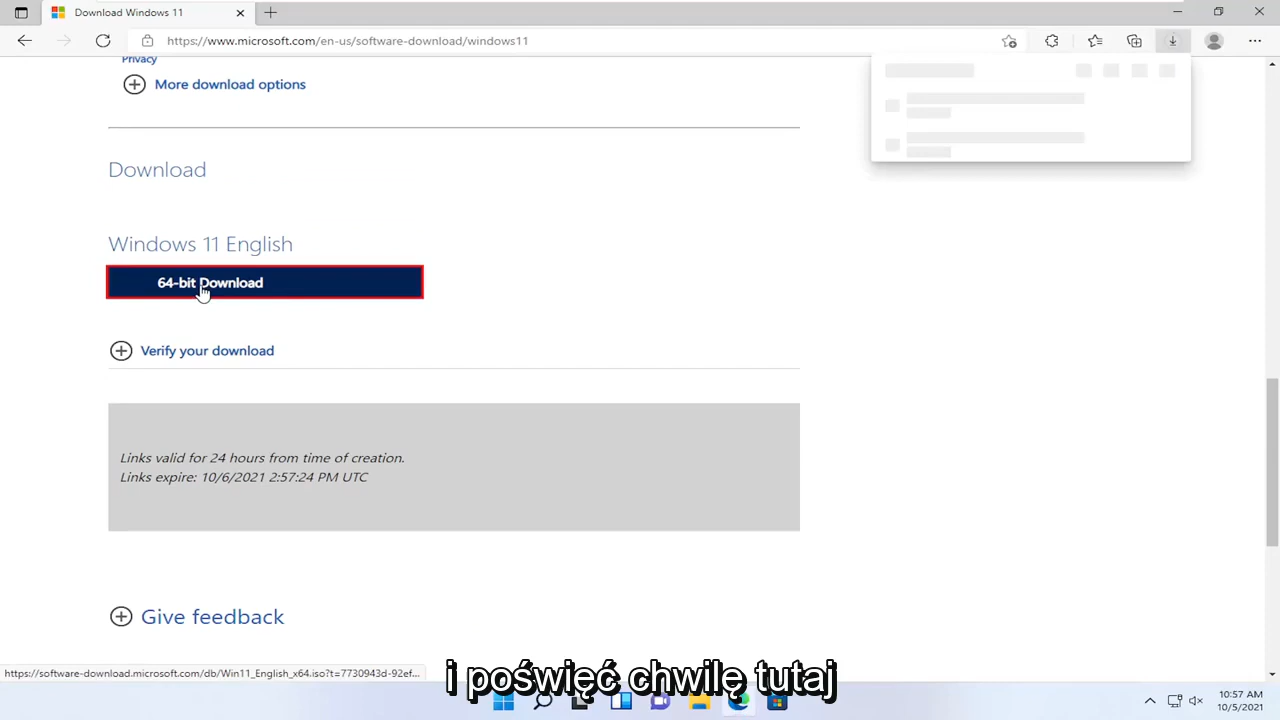 Download Windows 11
https://www.microsoft.com/en-us/software-download/windows11
Privacy
More download options
Download
Windows 11 English
64-bit Download
Verify your download
Links valid for 24 hours from time of creation.
Links expire: 10/6/2021 2:57:24 PM UTC
Give feedback
https://software-download.microsoft.com/db/Win11_English_x64.iso?t=7730943d-92ef...
i poświęć chwilę tutaj
10:57 AM
10/5/2021